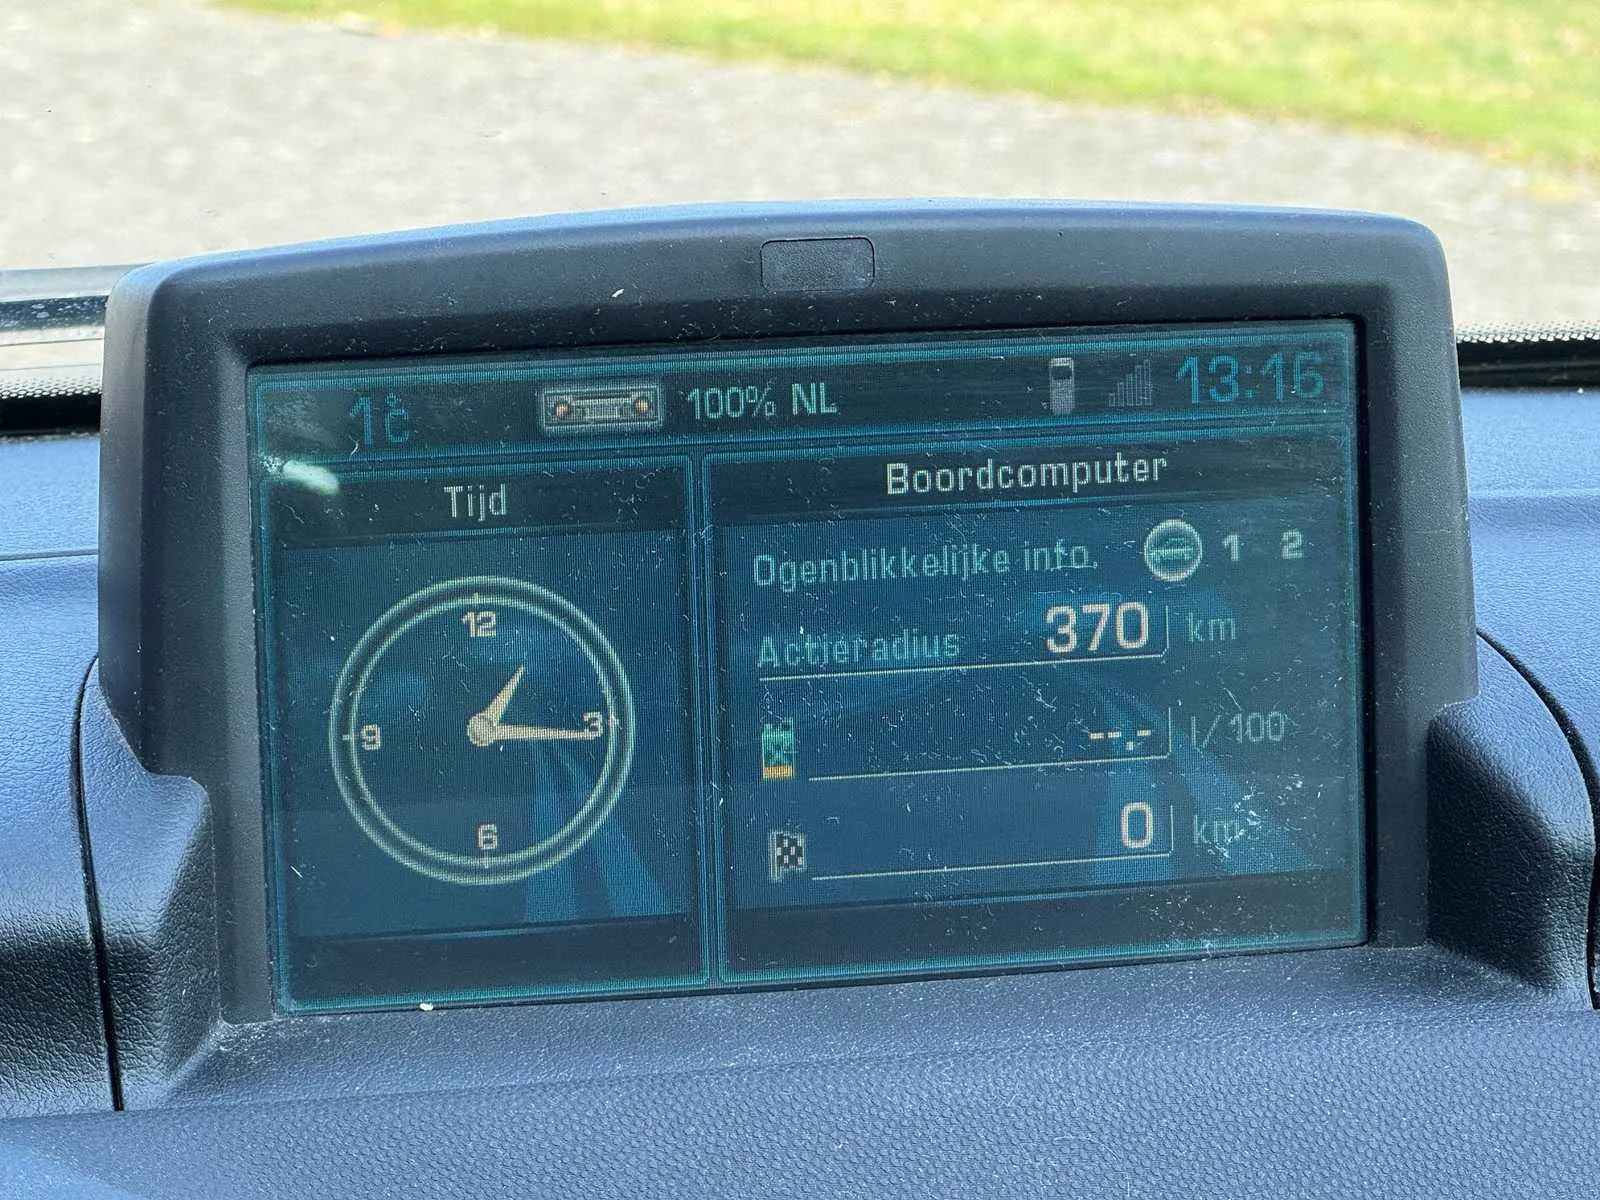 1°C 100% NL 13:16
Tijd
12
9 3
6
Boordcomputer
Ogenblikkelijke info. 1 2
Actieradius 370 km
--.- l/100
0 km